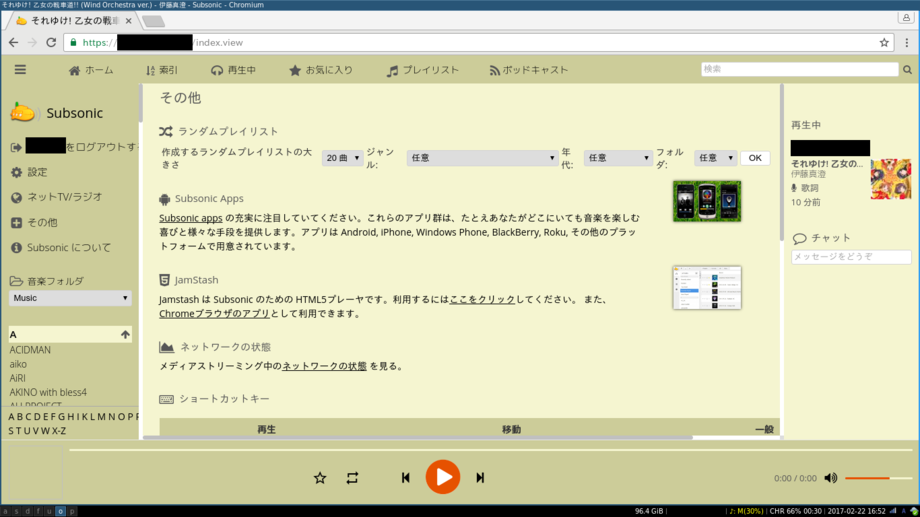 それゆけ! 乙女の戦車道!! (Wind Orchestra ver.) - 伊藤真澄 - Subsonic - Chromium
それゆけ! 乙女の戦
https:// /index.view
ホーム 索引 再生中 お気に入り プレイリスト ポッドキャスト 検索
Subsonic
をログアウトす
設定
ネットTV/ラジオ
その他
Subsonic について
音楽フォルダ
Music
A
ACIDMAN
aiko
AiRI
AKINO with bless4
A B C D E F G H I K L M N O P
S T U V W X-Z
その他
ランダムプレイリスト
作成するランダムプレイリストの大きさ 20 曲 ジャンル: 任意 年代: 任意 フォルダ: 任意 OK
Subsonic Apps
Subsonic apps の充実に注目していてください。これらのアプリ群は、たとえあなたがどこにいても音楽を楽しむ
喜びと様々な手段を提供します。アプリは Android, iPhone, Windows Phone, BlackBerry, Roku, その他のプラッ
トフォームで用意されています。
JamStash
Jamstash は Subsonic のための HTML5プレーヤです。利用するにはここをクリックしてください。 また、
Chromeブラウザのアプリとして利用できます。
ネットワークの状態
メディアストリーミング中のネットワークの状態 を見る。
ショートカットキー
再生 移動 一般
再生中
それゆけ! 乙女の...
伊藤真澄
歌詞
10 分前
チャット
メッセージをどうぞ
0:00 / 0:00
a s d f u o p
96.4 GiB | | ♪: M(30%) | CHR 66% 00:30 | 2017-02-22 16:52